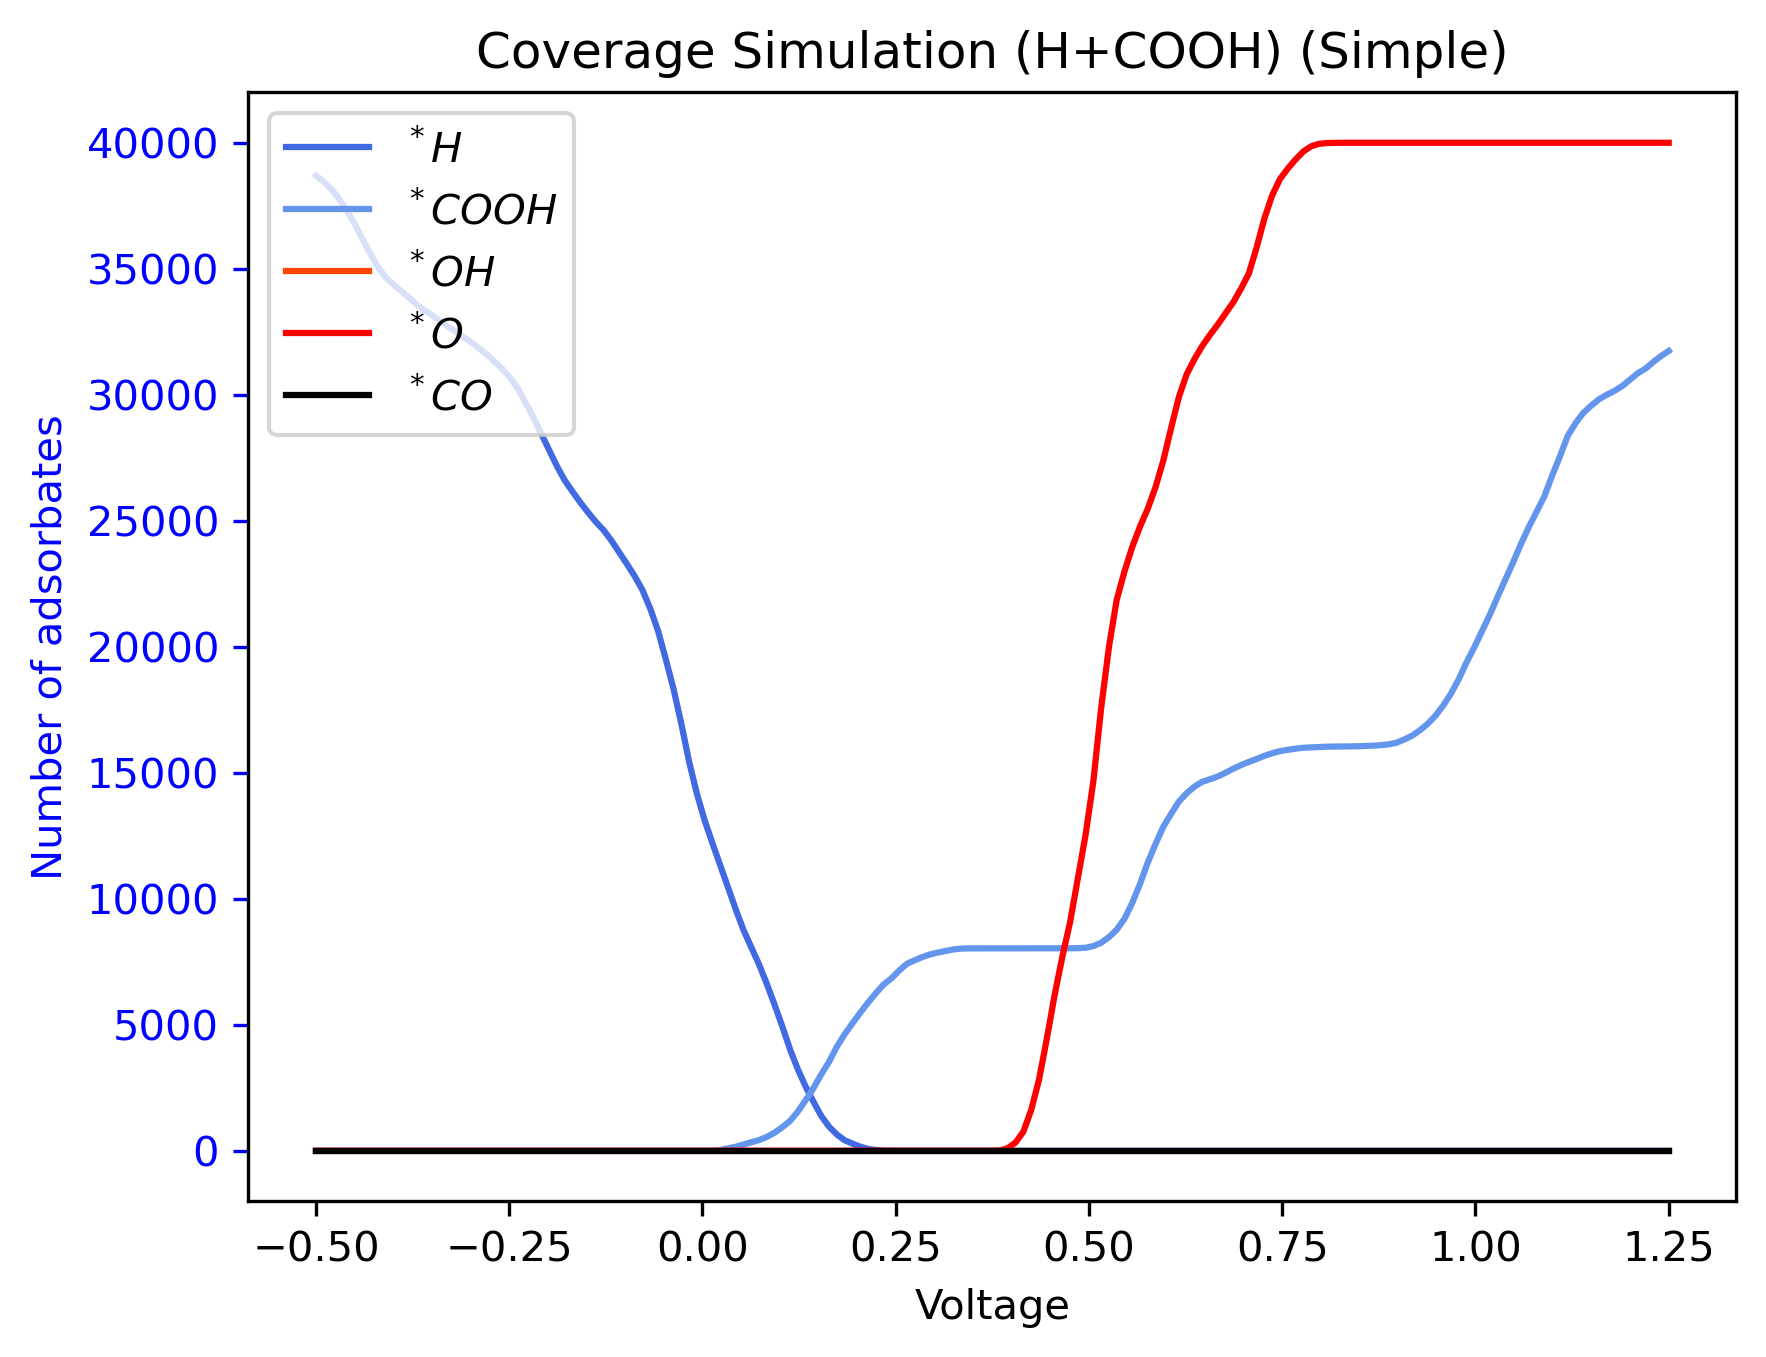 Coverage Simulation (H+COOH) (Simple)
*H
*COOH
*OH
*O
*CO
40000
35000
30000
25000
20000
15000
10000
5000
0
Number of adsorbates
−0.50 −0.25 0.00 0.25 0.50 0.75 1.00 1.25
Voltage